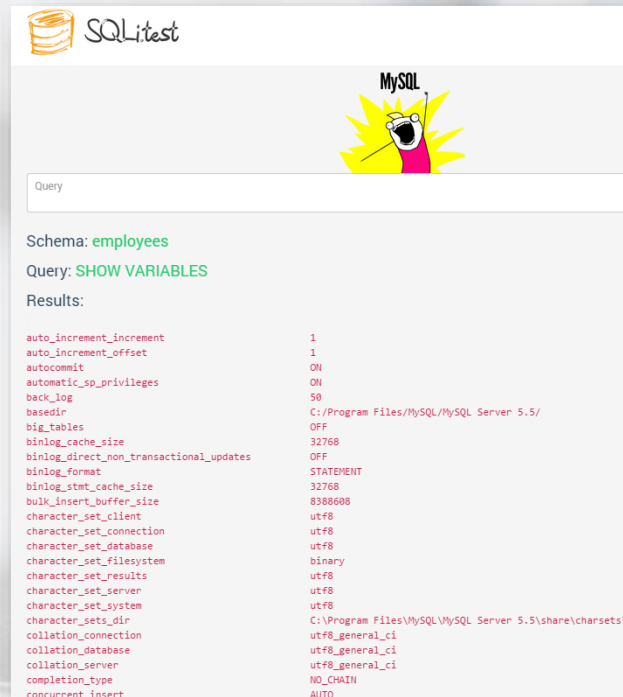 SQLitest
MySQL
Query
Schema: employees
Query: SHOW VARIABLES
Results:
auto_increment_increment 1
auto_increment_offset 1
autocommit ON
automatic_sp_privileges ON
back_log 50
basedir C:/Program Files/MySQL/MySQL Server 5.5/
big_tables OFF
binlog_cache_size 32768
binlog_direct_non_transactional_updates OFF
binlog_format STATEMENT
binlog_stmt_cache_size 32768
bulk_insert_buffer_size 8388608
character_set_client utf8
character_set_connection utf8
character_set_database utf8
character_set_filesystem binary
character_set_results utf8
character_set_server utf8
character_set_system utf8
character_sets_dir C:\Program Files\MySQL\MySQL Server 5.5\share\charsets\
collation_connection utf8_general_ci
collation_database utf8_general_ci
collation_server utf8_general_ci
completion_type NO_CHAIN
concurrent_insert AUTO